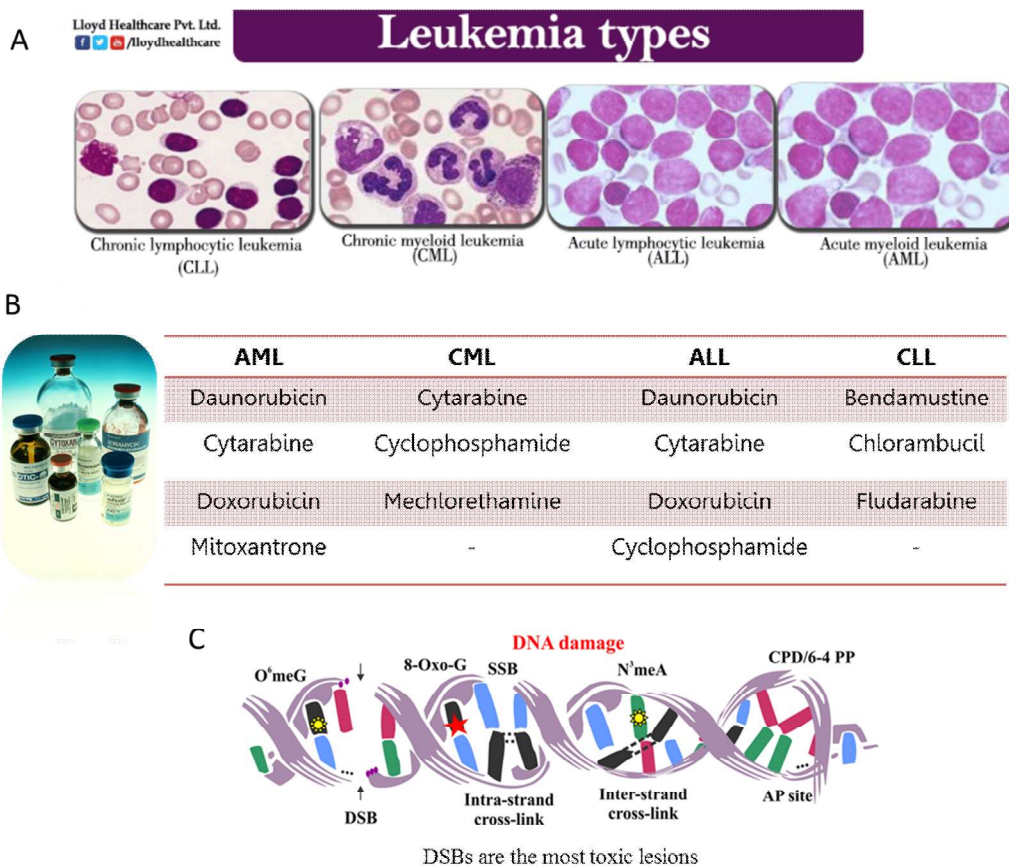 A
Lloyd Healthcare Pvt. Ltd.
/lloydhealthcare
Leukemia types
Chronic lymphocytic leukemia
(CLL)
Chronic myeloid leukemia
(CML)
Acute lymphocytic leukemia
(ALL)
Acute myeloid leukemia
(AML)
B
CYTOXAN
AML CML ALL CLL
Daunorubicin Cytarabine Daunorubicin Bendamustine
Cytarabine Cyclophosphamide Cytarabine Chlorambucil
Doxorubicin Mechlorethamine Doxorubicin Fludarabine
Mitoxantrone - Cyclophosphamide -
C
DNA damage
O⁶meG 8-Oxo-G SSB N³meA CPD/6-4 PP
DSB Intra-strand
cross-link
Inter-strand
cross-link
AP site
DSBs are the most toxic lesions